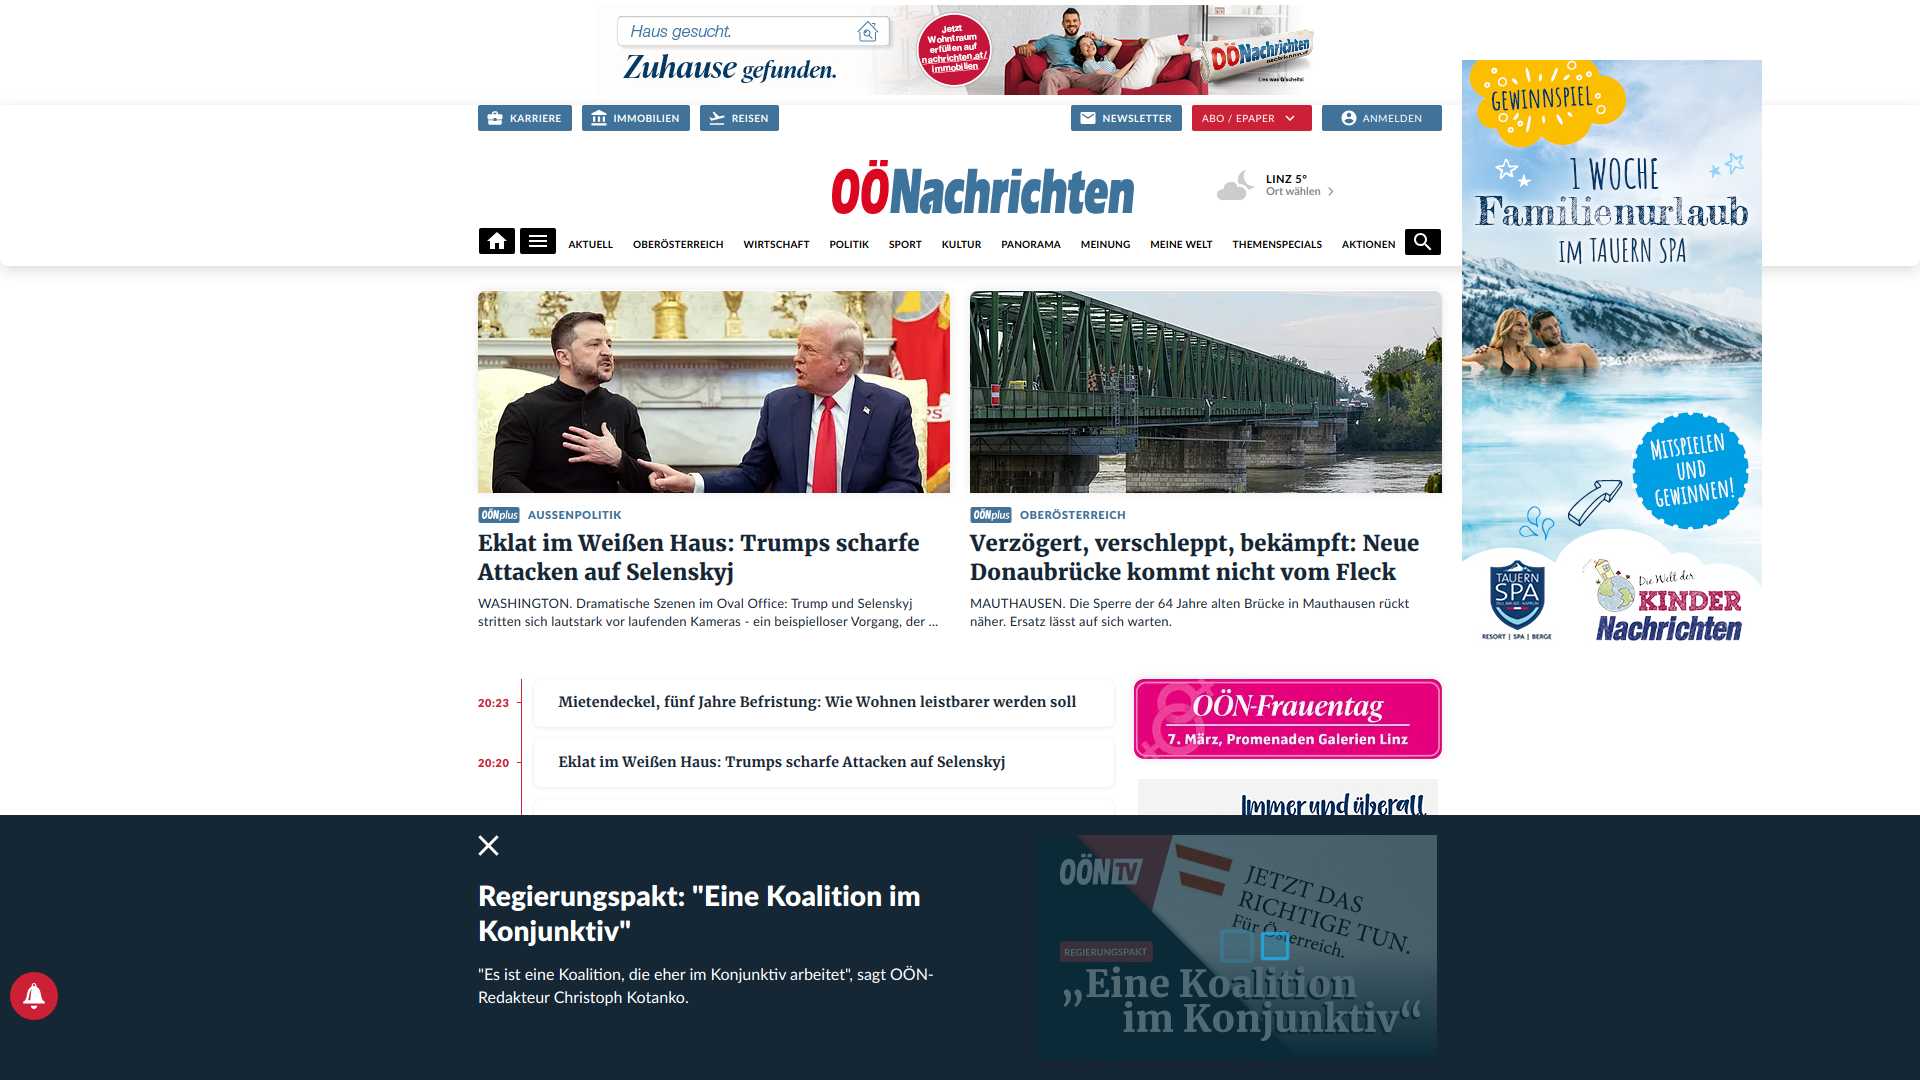 Haus gesucht.
Zuhause gefunden.
Jetzt
Wohntraum
erfüllen auf
nachrichten.at/
immobilien
OÖNachrichten
Lies was G'scheits!
GEWINNSPIEL
1 WOCHE
Familienurlaub
IM TAUERN SPA
MITSPIELEN
UND
GEWINNEN!
TAUERN
SPA
RESORT | SPA | BERGE
Die Welt der
KINDER
Nachrichten
KARRIERE
IMMOBILIEN
REISEN
NEWSLETTER
ABO / EPAPER
ANMELDEN
OÖNachrichten
LINZ 5°
Ort wählen
AKTUELL OBERÖSTERREICH WIRTSCHAFT POLITIK SPORT KULTUR PANORAMA MEINUNG MEINE WELT THEMENSPECIALS AKTIONEN
OÖNplus AUSSENPOLITIK
Eklat im Weißen Haus: Trumps scharfe
Attacken auf Selenskyj
WASHINGTON. Dramatische Szenen im Oval Office: Trump und Selenskyj
stritten sich lautstark vor laufenden Kameras - ein beispielloser Vorgang, der ...
OÖNplus OBERÖSTERREICH
Verzögert, verschleppt, bekämpft: Neue
Donaubrücke kommt nicht vom Fleck
MAUTHAUSEN. Die Sperre der 64 Jahre alten Brücke in Mauthausen rückt
näher. Ersatz lässt auf sich warten.
20:23 Mietendeckel, fünf Jahre Befristung: Wie Wohnen leistbarer werden soll
20:20 Eklat im Weißen Haus: Trumps scharfe Attacken auf Selenskyj
OÖN-Frauentag
7. März, Promenaden Galerien Linz
Immer und überall
Regierungspakt: "Eine Koalition im
Konjunktiv"
"Es ist eine Koalition, die eher im Konjunktiv arbeitet", sagt OÖN-
Redakteur Christoph Kotanko.
OÖN TV
JETZT DAS
RICHTIGE TUN.
Für Österreich.
REGIERUNGSPAKT
„Eine Koalition
im Konjunktiv“